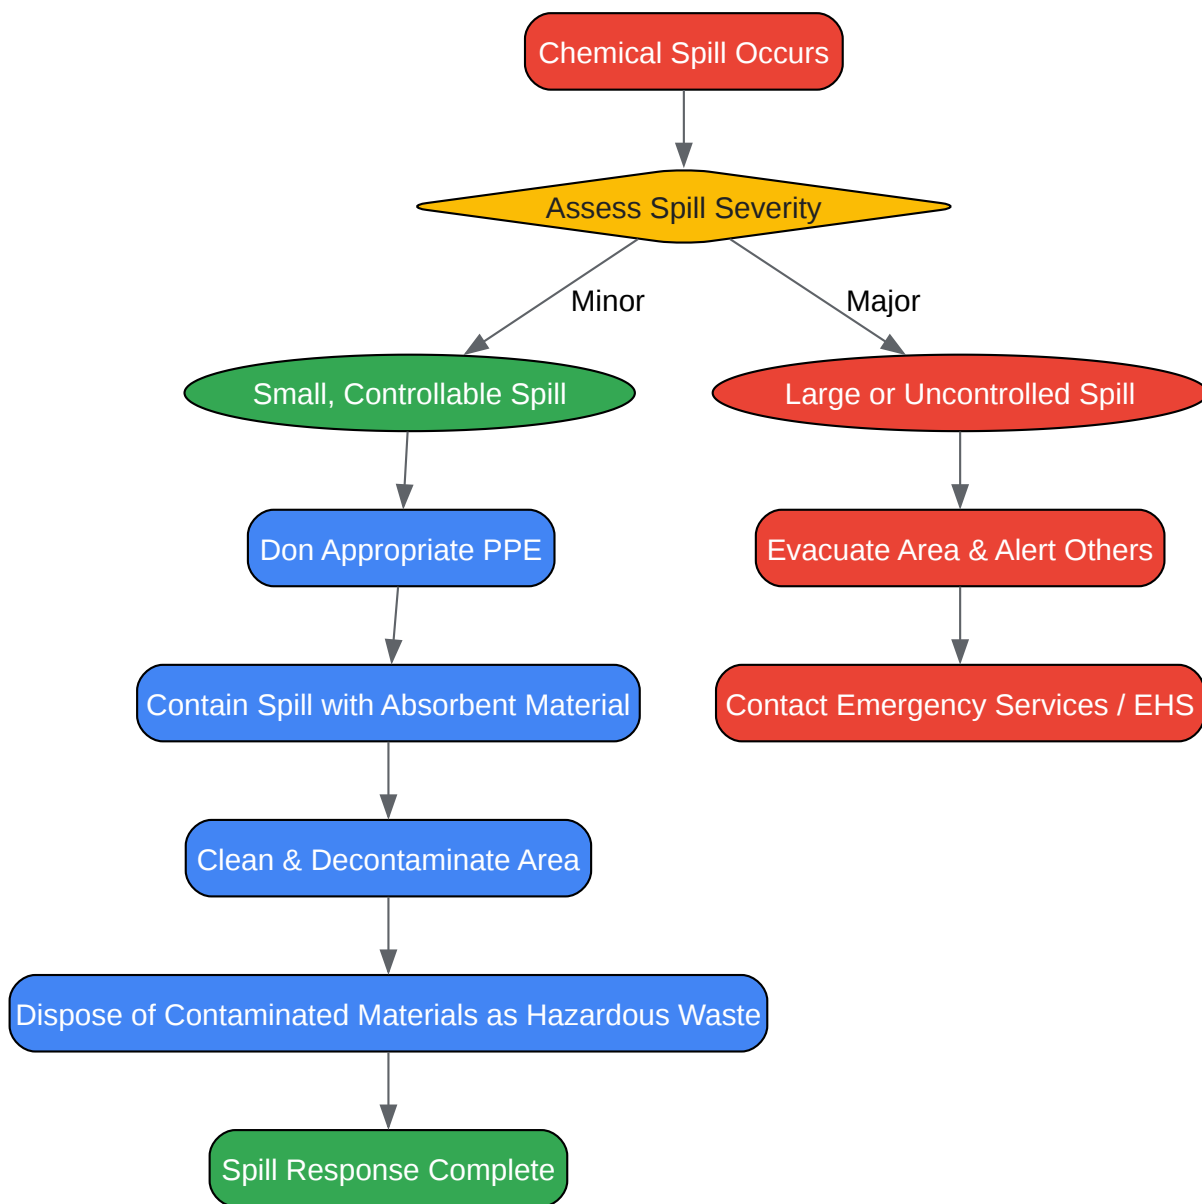 Chemical Spill Occurs
Assess Spill Severity
Minor
Major
Small, Controllable Spill
Large or Uncontrolled Spill
Don Appropriate PPE
Evacuate Area & Alert Others
Contain Spill with Absorbent Material
Contact Emergency Services / EHS
Clean & Decontaminate Area
Dispose of Contaminated Materials as Hazardous Waste
Spill Response Complete